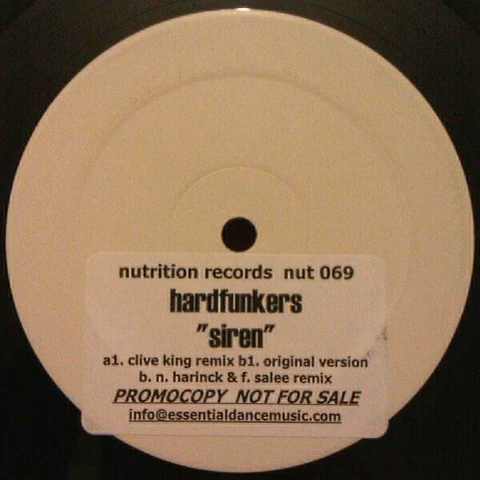 nutrition records nut 069
hardfunkers
"siren"
a1. clive king remix b1. original version
b. n. harinck & f. salee remix
PROMOCOPY NOT FOR SALE
info@essentialdancemusic.com